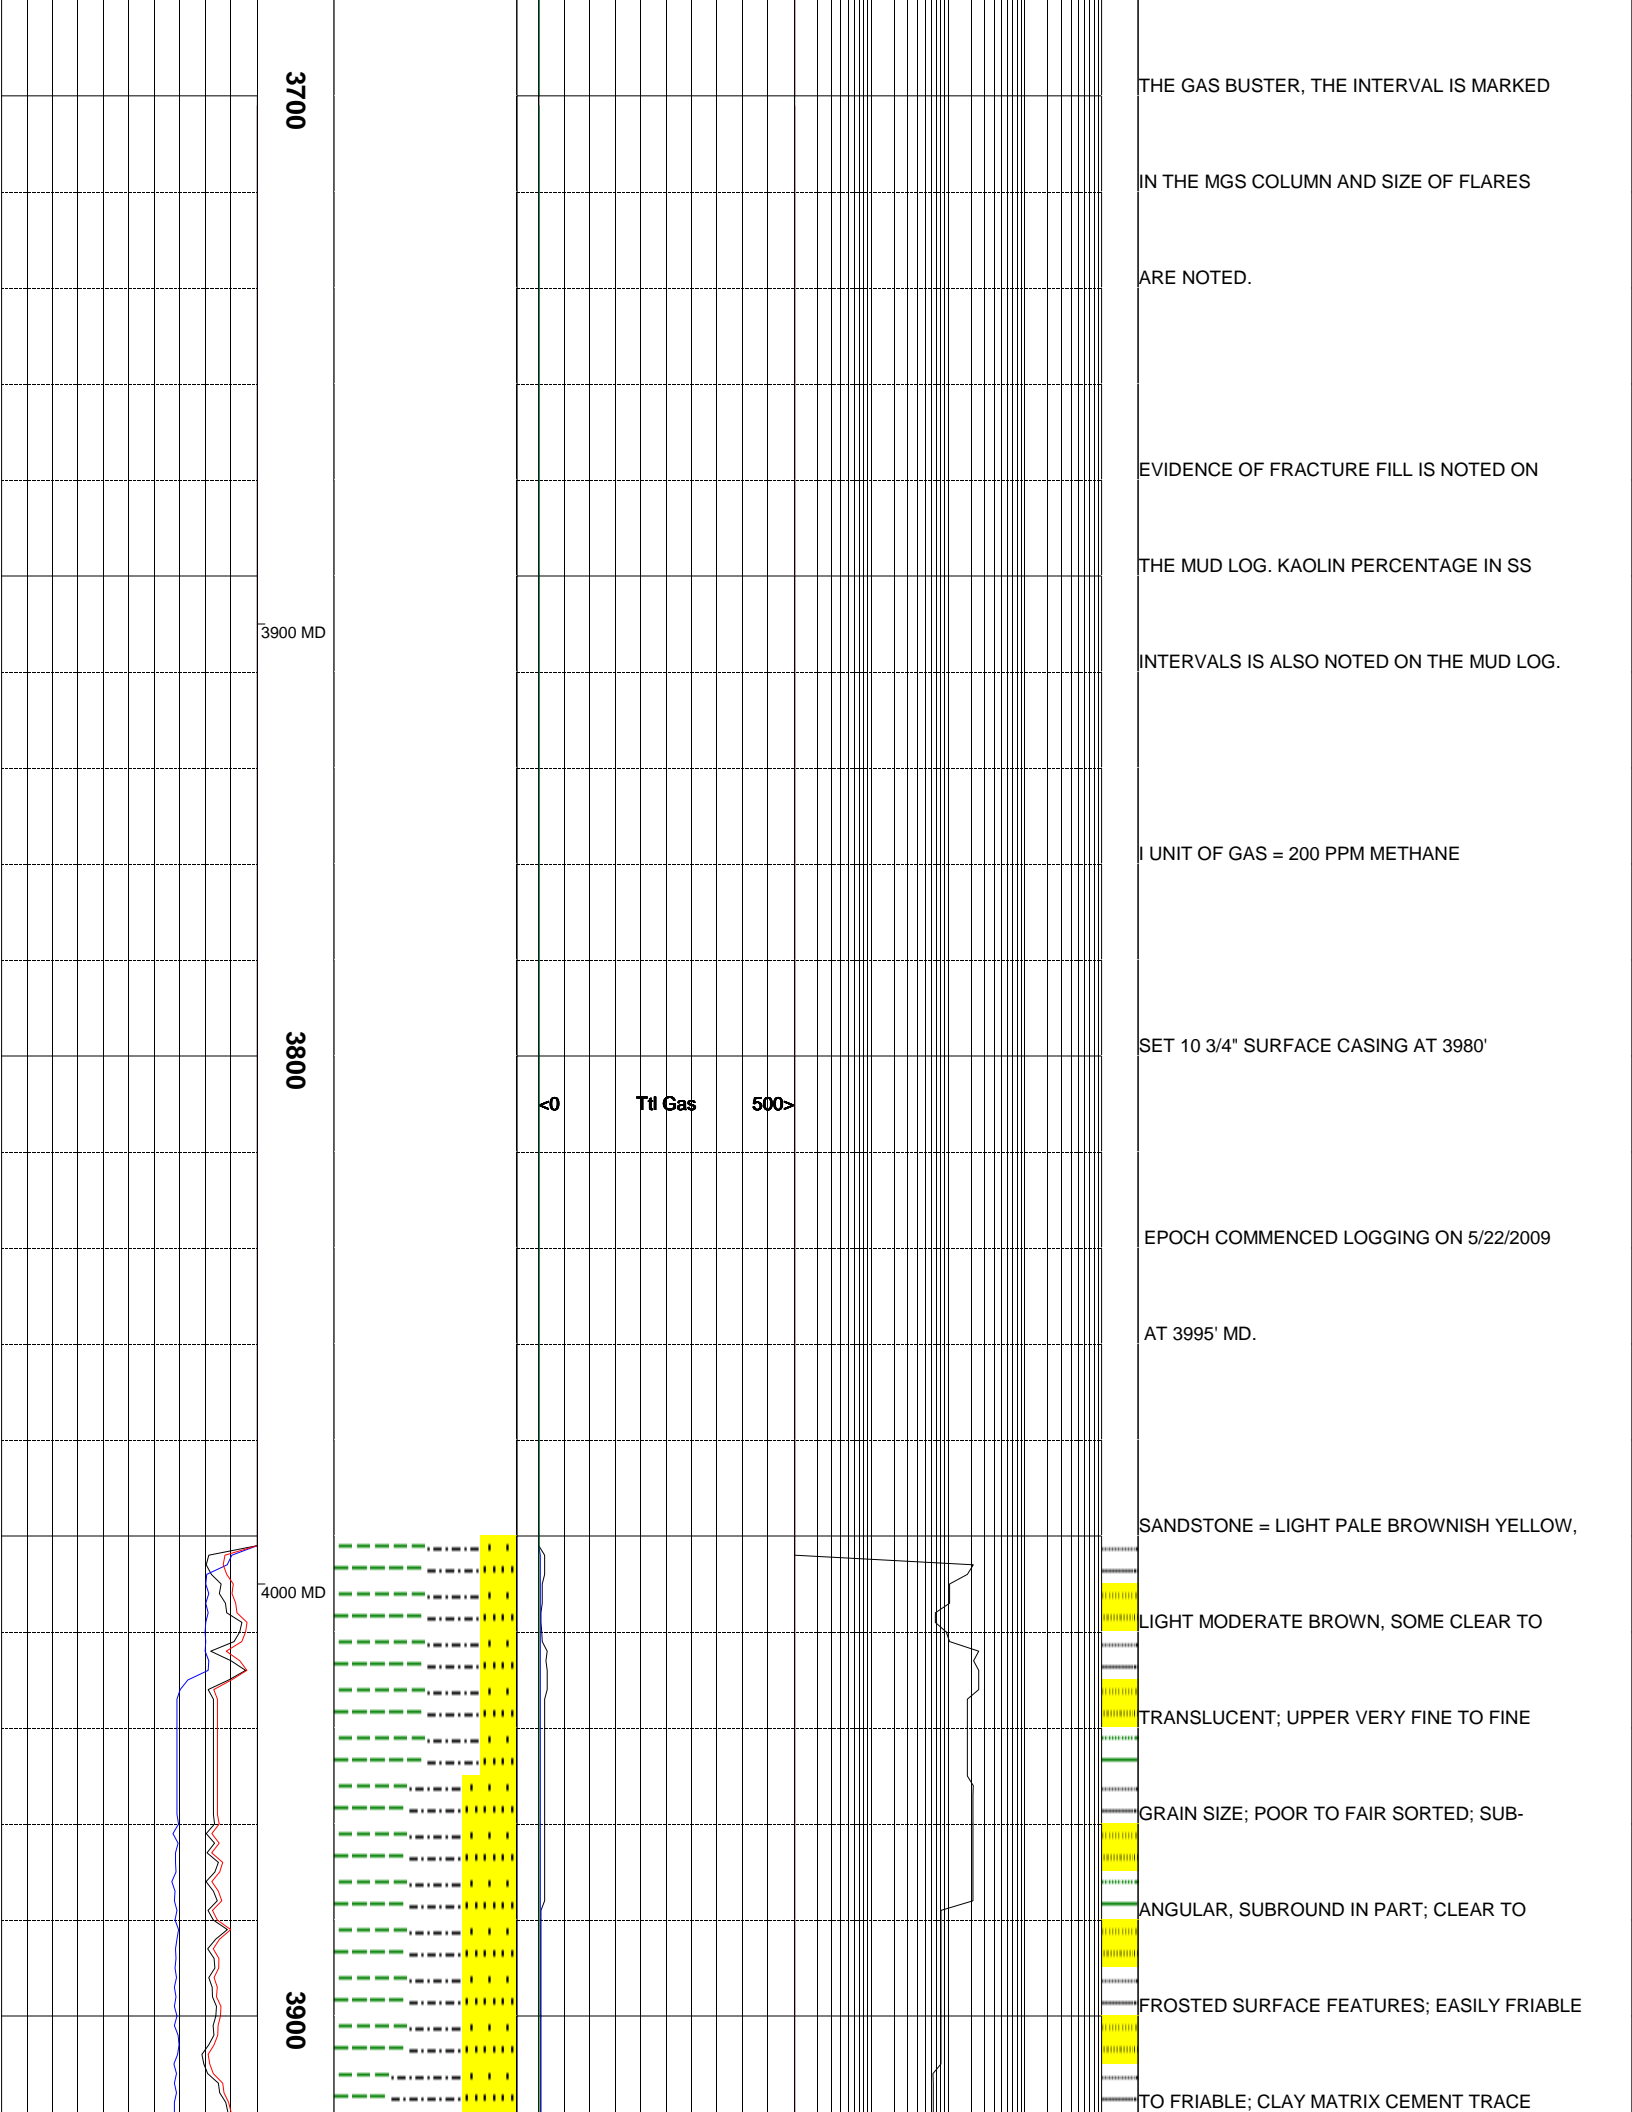 3700
THE GAS BUSTER, THE INTERVAL IS MARKED
IN THE MGS COLUMN AND SIZE OF FLARES
ARE NOTED.
EVIDENCE OF FRACTURE FILL IS NOTED ON
THE MUD LOG. KAOLIN PERCENTAGE IN SS
3900 MD
INTERVALS IS ALSO NOTED ON THE MUD LOG.
I UNIT OF GAS = 200 PPM METHANE
3800
SET 10 3/4" SURFACE CASING AT 3980'
<0 Ttl Gas 500>
EPOCH COMMENCED LOGGING ON 5/22/2009
AT 3995' MD.
SANDSTONE = LIGHT PALE BROWNISH YELLOW,
4000 MD
LIGHT MODERATE BROWN, SOME CLEAR TO
TRANSLUCENT; UPPER VERY FINE TO FINE
GRAIN SIZE; POOR TO FAIR SORTED; SUB-
ANGULAR, SUBROUND IN PART; CLEAR TO
3900
FROSTED SURFACE FEATURES; EASILY FRIABLE
TO FRIABLE; CLAY MATRIX CEMENT TRACE